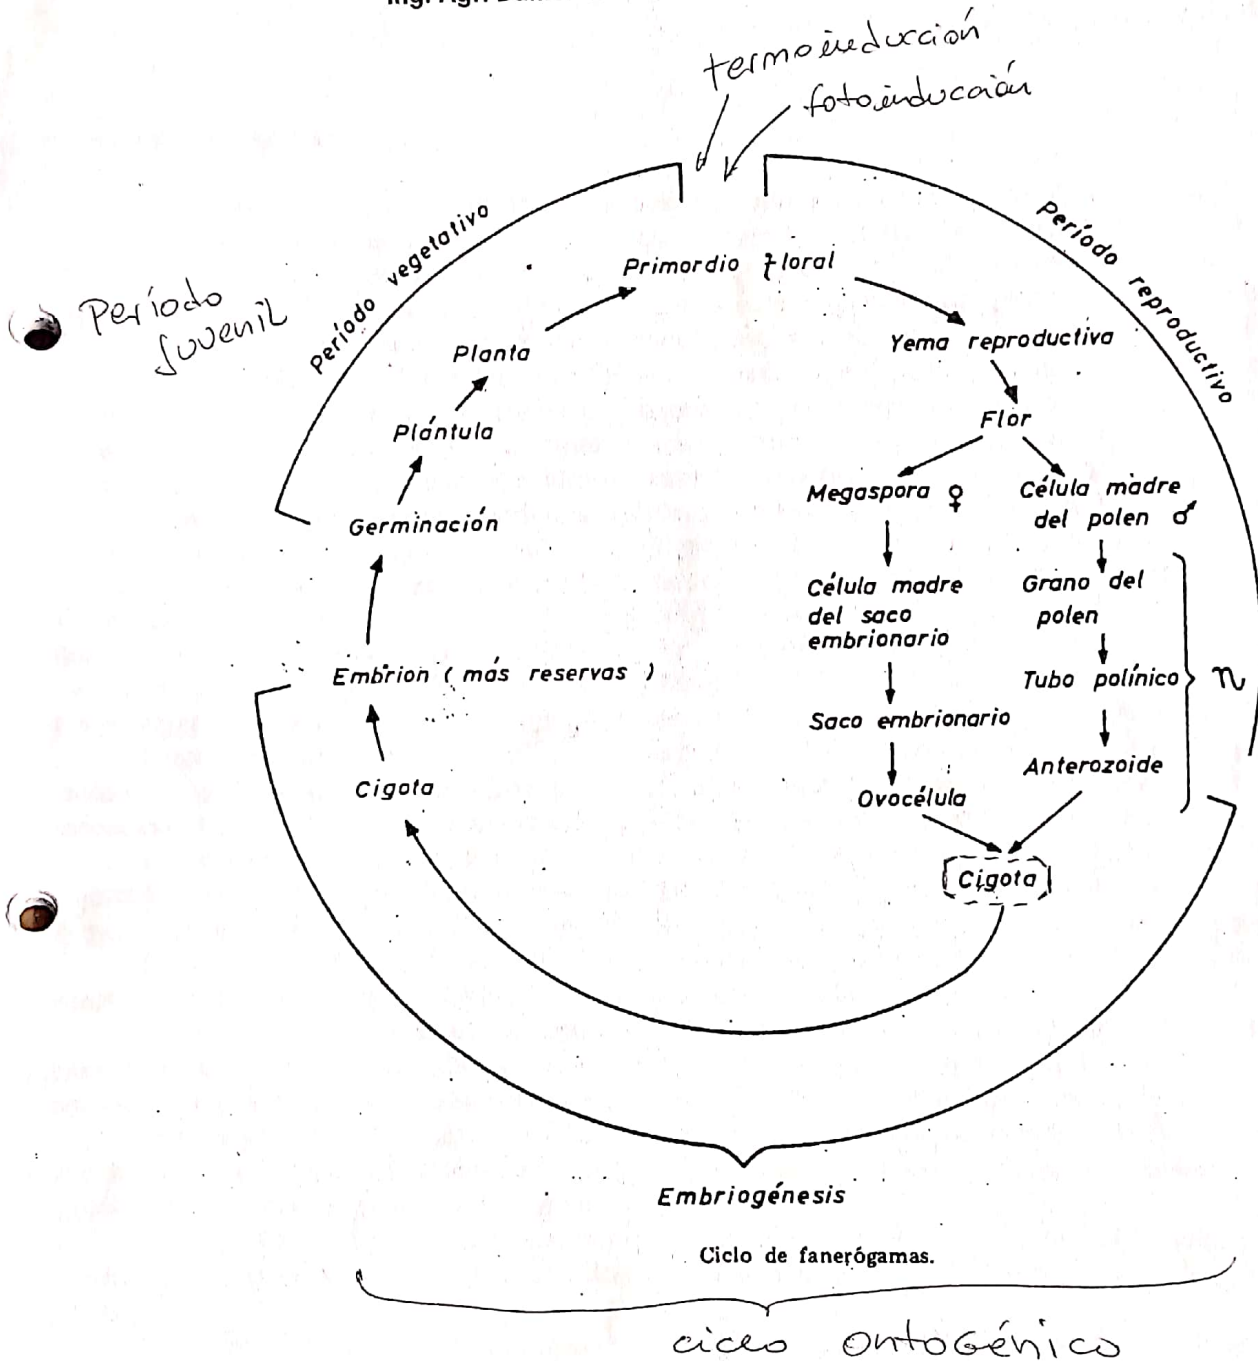 termoinducción
fotoinducción
Período vegetativo
Período reproductivo
Período
Juvenil
Primordio floral
Planta
Yema reproductiva
Plántula
Flor
Germinación
Megaspora ♀
Célula madre
del polen ♂
Célula madre
del saco
embrionario
Grano del
polen
Embrion (más reservas)
Tubo polínico
n
Saco embrionario
Anterozoide
Cigota
Ovocélula
Cigota
Embriogénesis
Ciclo de fanerógamas.
ciclo ontogénico